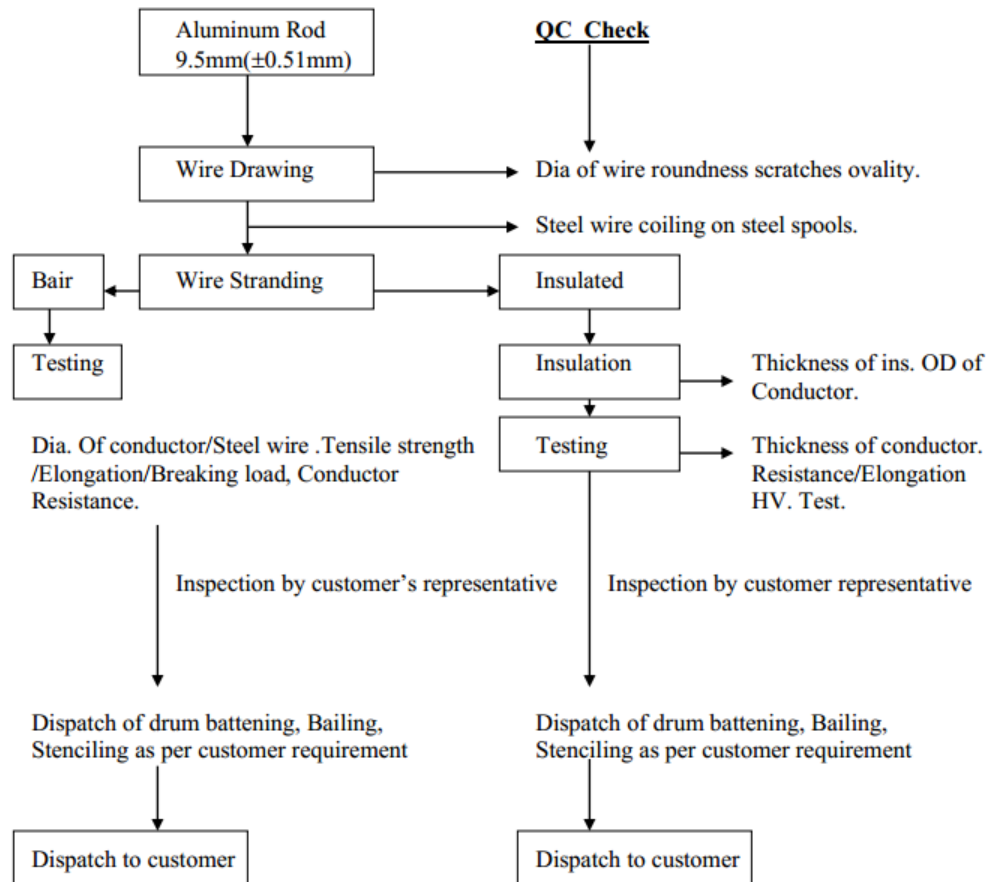 Aluminum Rod
9.5mm(±0.51mm)
QC Check
Wire Drawing
Dia of wire roundness scratches ovality.
Steel wire coiling on steel spools.
Bair
Wire Stranding
Insulated
Testing
Insulation
Thickness of ins. OD of
Conductor.
Dia. Of conductor/Steel wire .Tensile strength
/Elongation/Breaking load, Conductor
Resistance.
Testing
Thickness of conductor.
Resistance/Elongation
HV. Test.
Inspection by customer’s representative
Inspection by customer representative
Dispatch of drum battening, Bailing,
Stenciling as per customer requirement
Dispatch of drum battening, Bailing,
Stenciling as per customer requirement
Dispatch to customer
Dispatch to customer